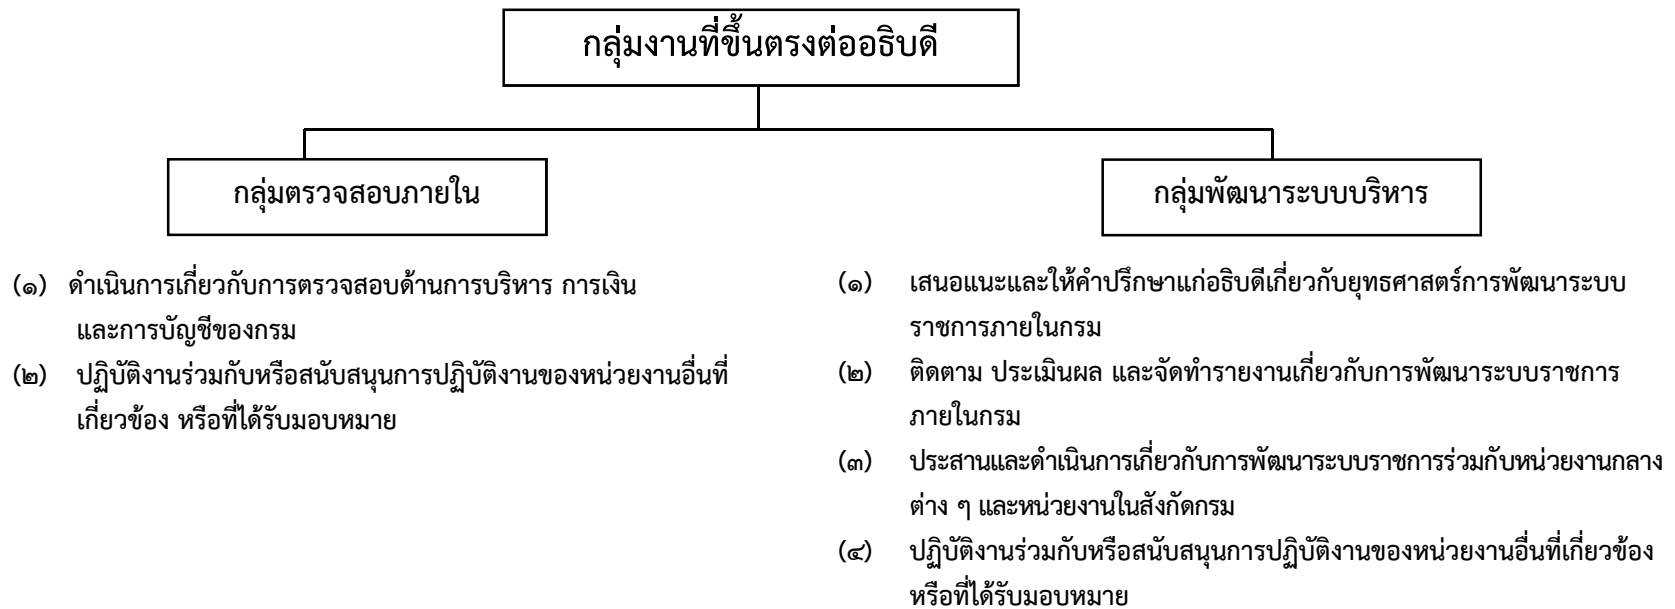 กลุ่มงานที่ขึ้นตรงต่ออธิบดี
กลุ่มตรวจสอบภายใน
(๑) ดำเนินการเกี่ยวกับการตรวจสอบด้านการบริหาร การเงิน
และการบัญชีของกรม
(๒) ปฏิบัติงานร่วมกับหรือสนับสนุนการปฏิบัติงานของหน่วยงานอื่นที่
เกี่ยวข้อง หรือที่ได้รับมอบหมาย
กลุ่มพัฒนาระบบบริหาร
(๑) เสนอแนะและให้คำปรึกษาแก่อธิบดีเกี่ยวกับยุทธศาสตร์การพัฒนาระบบ
ราชการภายในกรม
(๒) ติดตาม ประเมินผล และจัดทำรายงานเกี่ยวกับการพัฒนาระบบราชการ
ภายในกรม
(๓) ประสานและดำเนินการเกี่ยวกับการพัฒนาระบบราชการร่วมกับหน่วยงานกลาง
ต่าง ๆ และหน่วยงานในสังกัดกรม
(๔) ปฏิบัติงานร่วมกับหรือสนับสนุนการปฏิบัติงานของหน่วยงานอื่นที่เกี่ยวข้อง
หรือที่ได้รับมอบหมาย